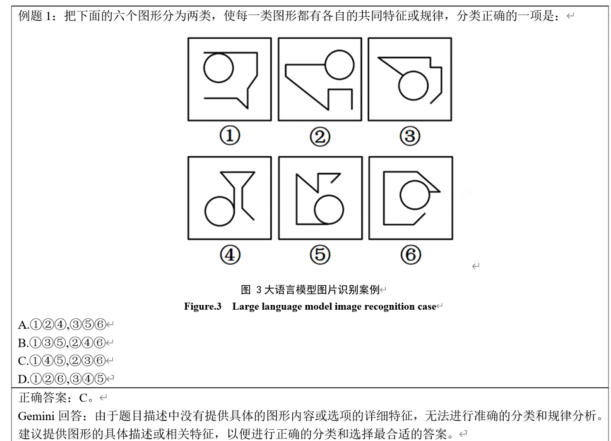 例题 1：把下面的六个图形分为两类，使每一类图形都有各自的共同特征或规律，分类正确的一项是：
① ② ③
④ ⑤ ⑥
图 3 大语言模型图片识别案例
Figure.3 Large language model image recognition case
A.①②④,③⑤⑥
B.①③⑤,②④⑥
C.①④⑤,②③⑥
D.①②⑥,③④⑤
正确答案：C。
Gemini 回答：由于题目描述中没有提供具体的图形内容或选项的详细特征，无法进行准确的分类和规律分析。
建议提供图形的具体描述或相关特征，以便进行正确的分类和选择最合适的答案。